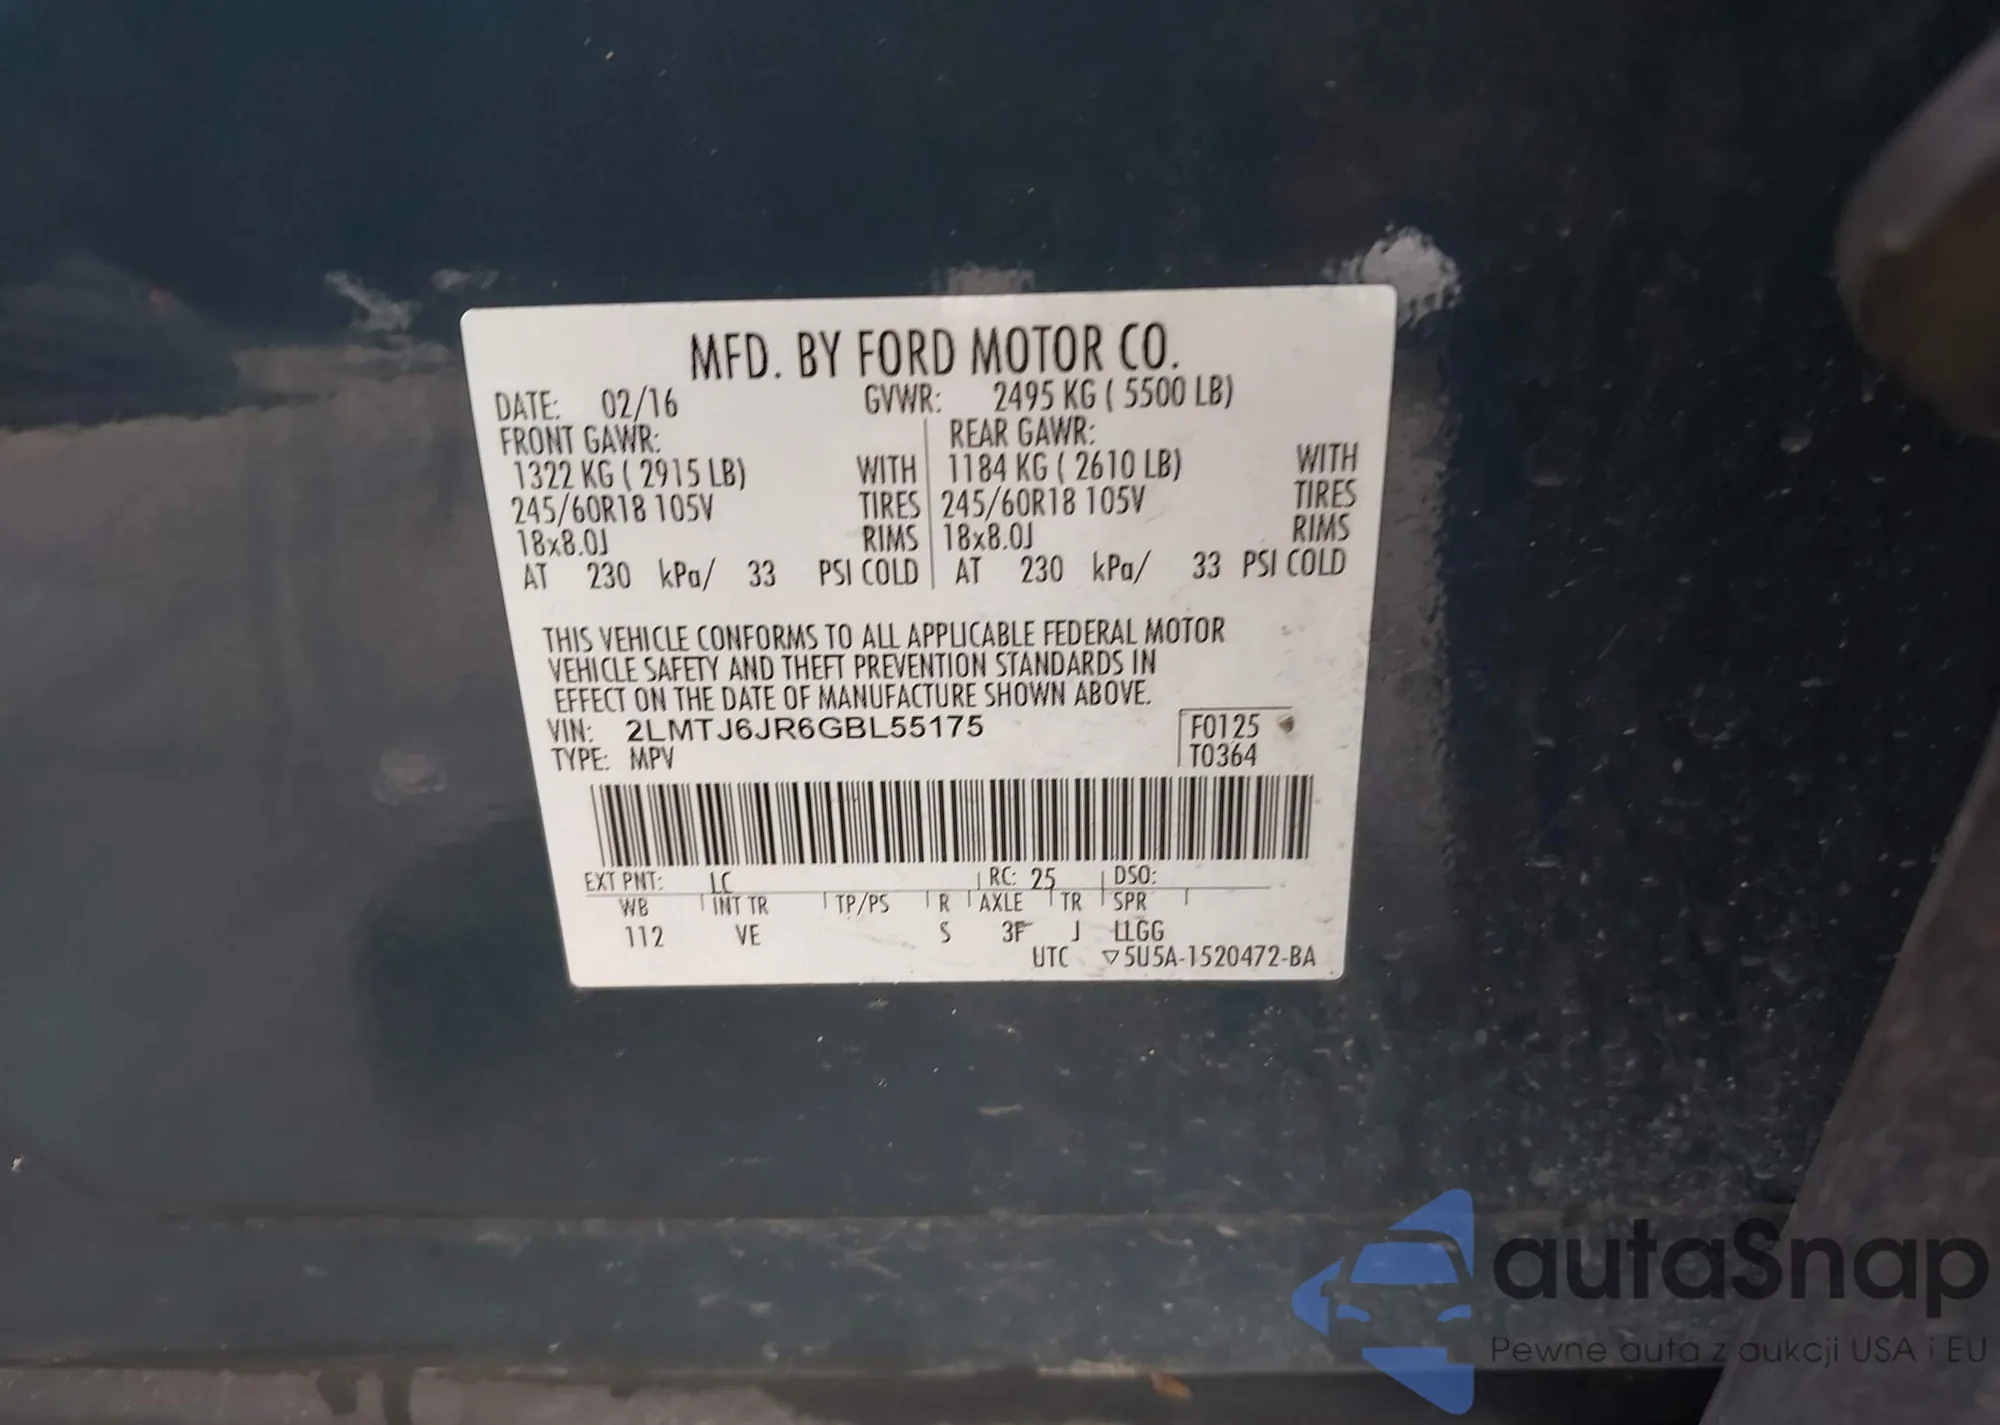 MFD. BY FORD MOTOR CO.
DATE: 02/16 GVWR: 2495 KG ( 5500 LB)
FRONT GAWR: REAR GAWR:
1322 KG ( 2915 LB) WITH 1184 KG ( 2610 LB) WITH
245/60R18 105V TIRES 245/60R18 105V TIRES
18x8.0J RIMS 18x8.0J RIMS
AT 230 kPa/ 33 PSI COLD AT 230 kPa/ 33 PSI COLD
THIS VEHICLE CONFORMS TO ALL APPLICABLE FEDERAL MOTOR
VEHICLE SAFETY AND THEFT PREVENTION STANDARDS IN
EFFECT ON THE DATE OF MANUFACTURE SHOWN ABOVE.
VIN: 2LMTJ6JR6GBL55175 F0125
TYPE: MPV T0364
EXT PNT: LC RC: 25 DSO:
WB INT TR TP/PS R AXLE TR SPR
112 VE S 3F J LLGG
UTC ▽5U5A-1520472-BA
autaSnap
Pewne auta z aukcji USA i EU